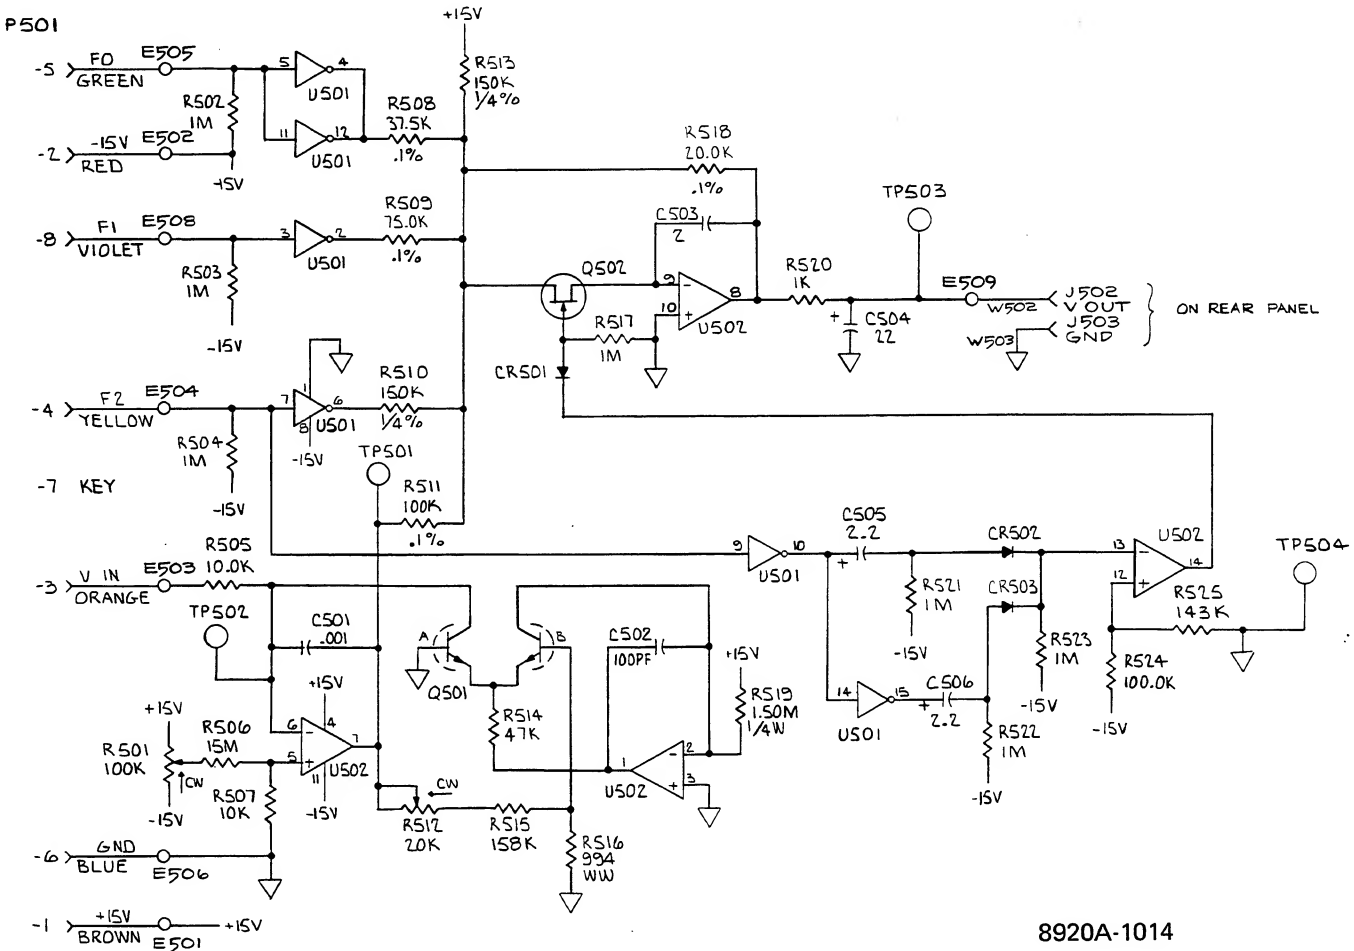 P501
+15V
-5 F0 E505
GREEN
5 4
U501
R502
1M
11 12
U501
R508
37.5K
.1%
R513
150K
1/4%
-2 -15V E502
RED
-15V
R518
20.0K
.1%
TP503
-8 F1 E508
VIOLET
3 2
U501
R509
75.0K
.1%
C503
2
R503
1M
-15V
Q502
9 -
10 +
8
U502
R517
1M
CR501
R520
1K
+ C504
22
E509
W502
J502
V OUT
J503
GND
W503
ON REAR PANEL
-4 F2 E504
YELLOW
7 1 6
8
U501
-15V
R510
150K
1/4%
R504
1M
-15V
TP501
-7 KEY
R511
100K
.1%
9 10
U501
C505
2.2
+
CR502
R521
1M
-15V
CR503
13 -
12 +
14
U502
TP504
R525
143K
R523
1M
-15V
R524
100.0K
-15V
-3 V IN E503
ORANGE
R505
10.0K
TP502
C501
.001
A
B
Q501
C502
100PF
+15V
R519
1.50M
1/4W
R514
47K
14 15
U501
C506
+
2.2
R522
1M
-15V
+15V
R501
100K
CW
-15V
R506
15M
R507
10K
+15V
4
6 -
5 +
7
11
U502
-15V
1
2 -
3 +
U502
CW
R512
20K
R515
158K
R516
994
WW
-6 GND
BLUE E506
-1 +15V +15V
BROWN E501
8920A-1014